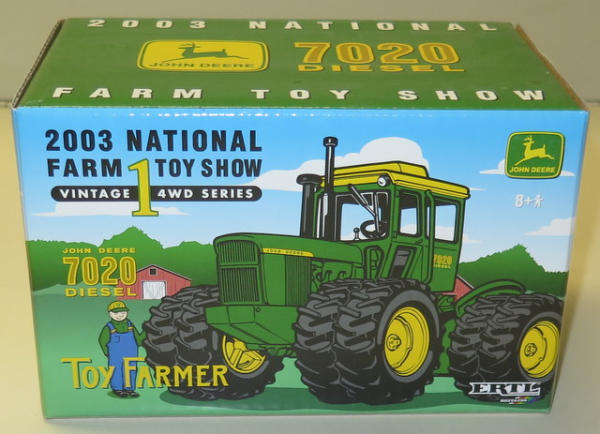 2003 NATIONAL
JOHN DEERE
7020
DIESEL
FARM TOY SHOW
2003 NATIONAL
FARM 1 TOY SHOW
VINTAGE 4WD SERIES
JOHN DEERE
8+
JOHN DEERE
7020
DIESEL
JOHN DEERE
7020
DIESEL
TOY FARMER
ERTL